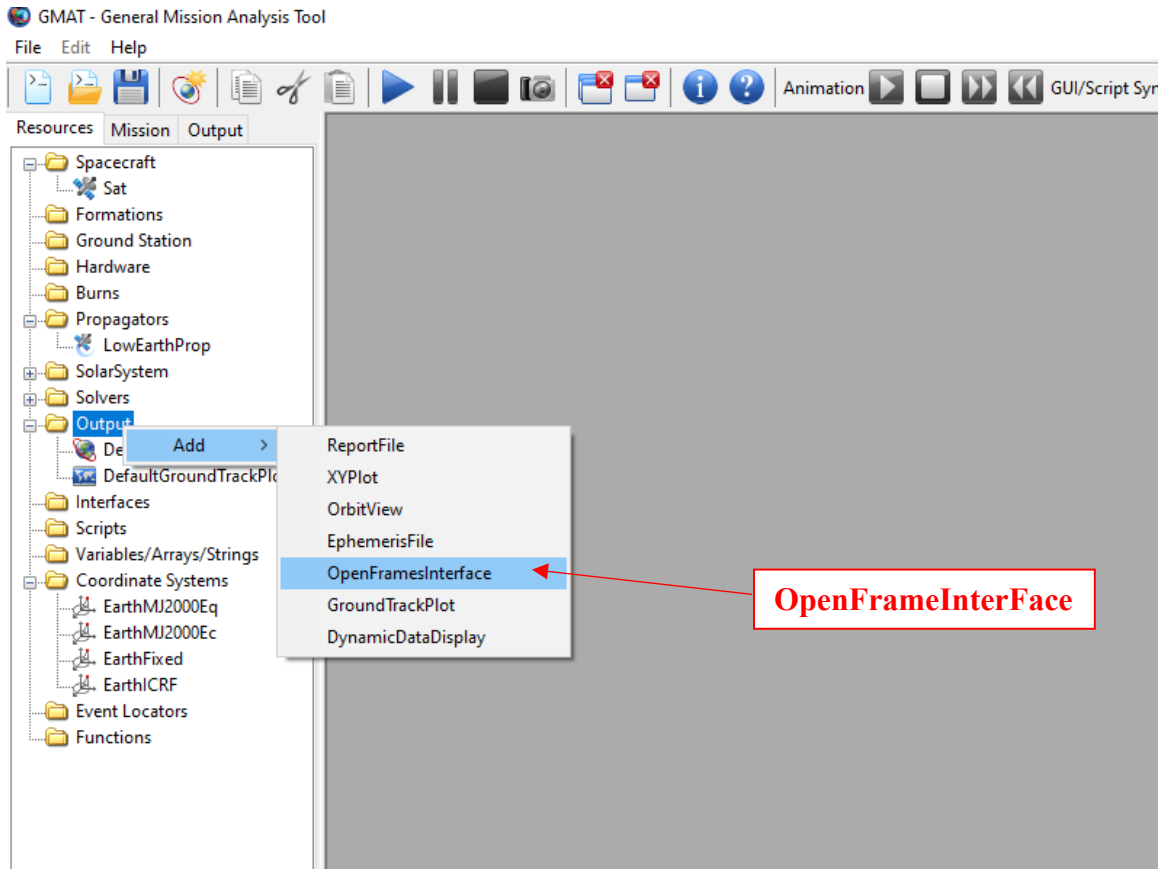 GMAT - General Mission Analysis Tool
File Edit Help
Animation GUI/Script Syn
Resources Mission Output
Spacecraft
Sat
Formations
Ground Station
Hardware
Burns
Propagators
LowEarthProp
SolarSystem
Solvers
Output
De
DefaultGroundTrackPlo
Interfaces
Scripts
Variables/Arrays/Strings
Coordinate Systems
EarthMJ2000Eq
EarthMJ2000Ec
EarthFixed
EarthICRF
Event Locators
Functions
Add >
ReportFile
XYPlot
OrbitView
EphemerisFile
OpenFramesInterface
GroundTrackPlot
DynamicDataDisplay
OpenFrameInterFace